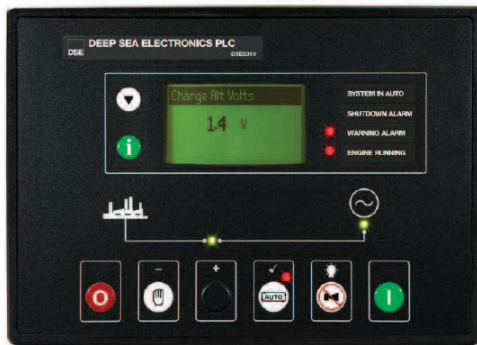 DSE
DEEP SEA ELECTRONICS PLC
DSE5310
Charge Alt Volts
1.4 V
i
SYSTEM IN AUTO
SHUTDOWN ALARM
WARNING ALARM
ENGINE RUNNING
O
−
+
AUTO
I